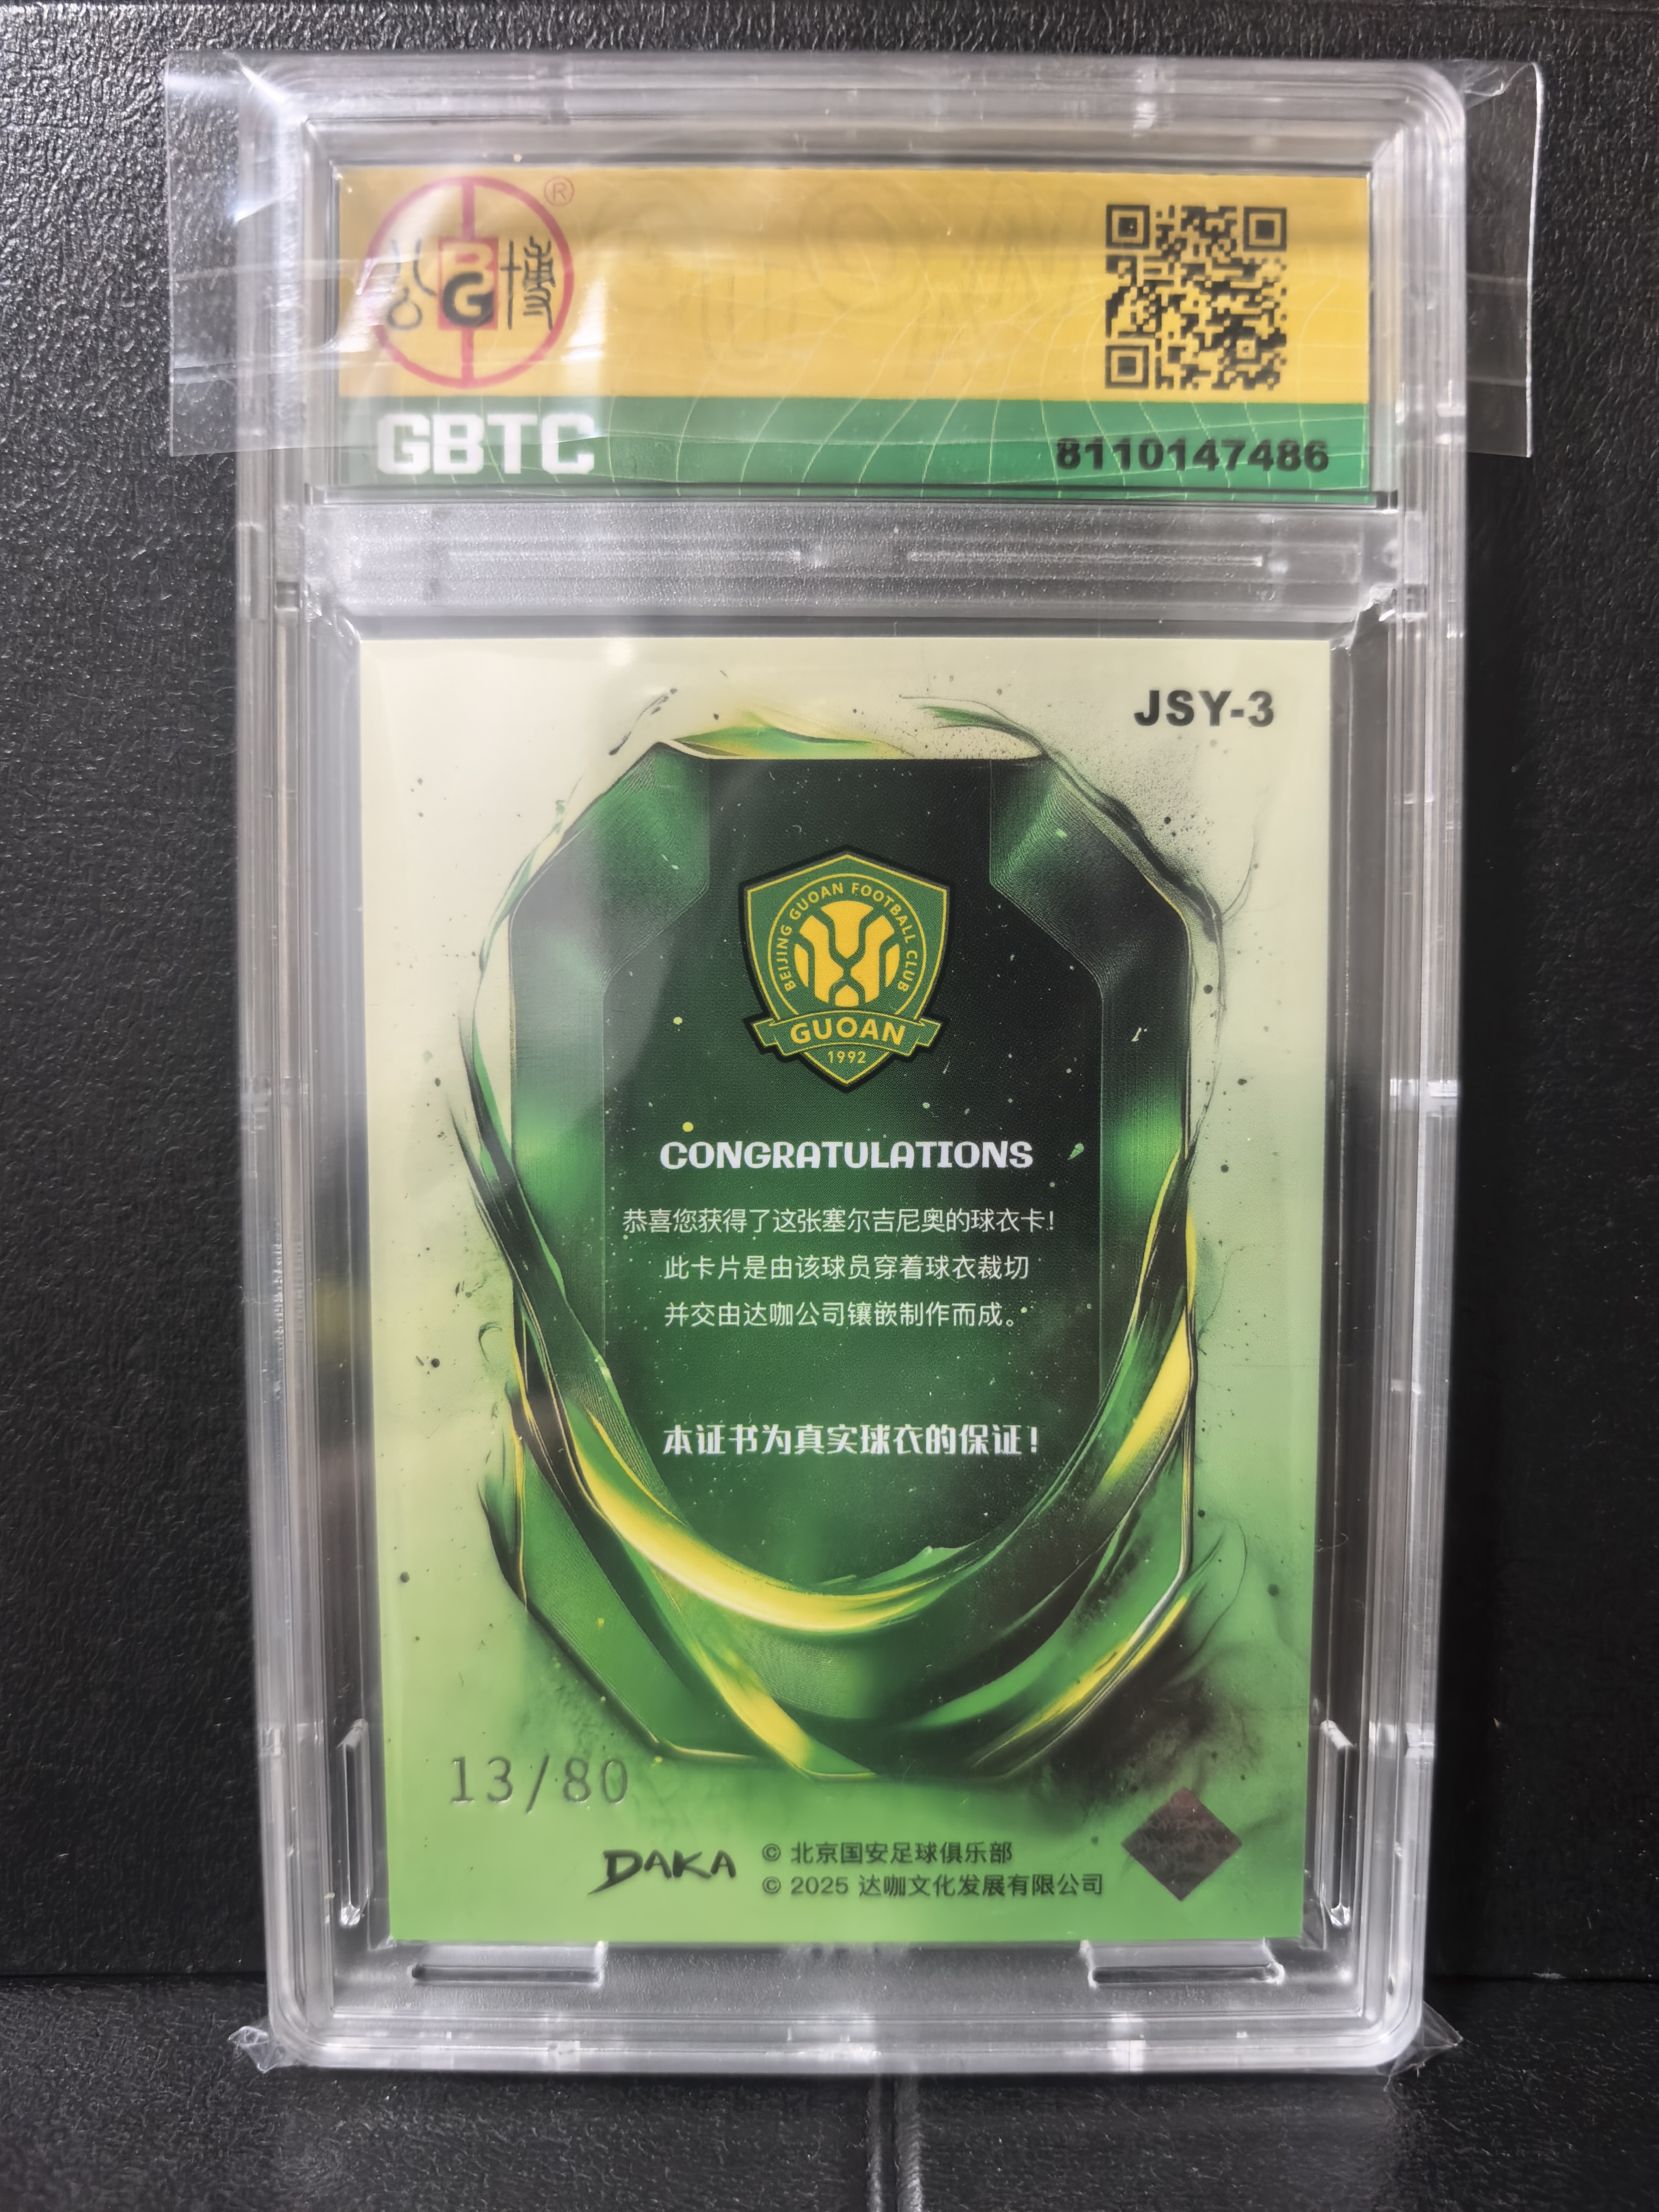 公 BG 博 ®
GBTC
8110147486
JSY-3
BEIJING GUOAN FOOTBALL CLUB
GUOAN
1992
CONGRATULATIONS
恭喜您获得了这张塞尔吉尼奥的球衣卡!
此卡片是由该球员穿着球衣裁切
并交由达咖公司镶嵌制作而成。
本证书为真实球衣的保证!
13/80
DAKA
© 北京国安足球俱乐部
© 2025 达咖文化发展有限公司